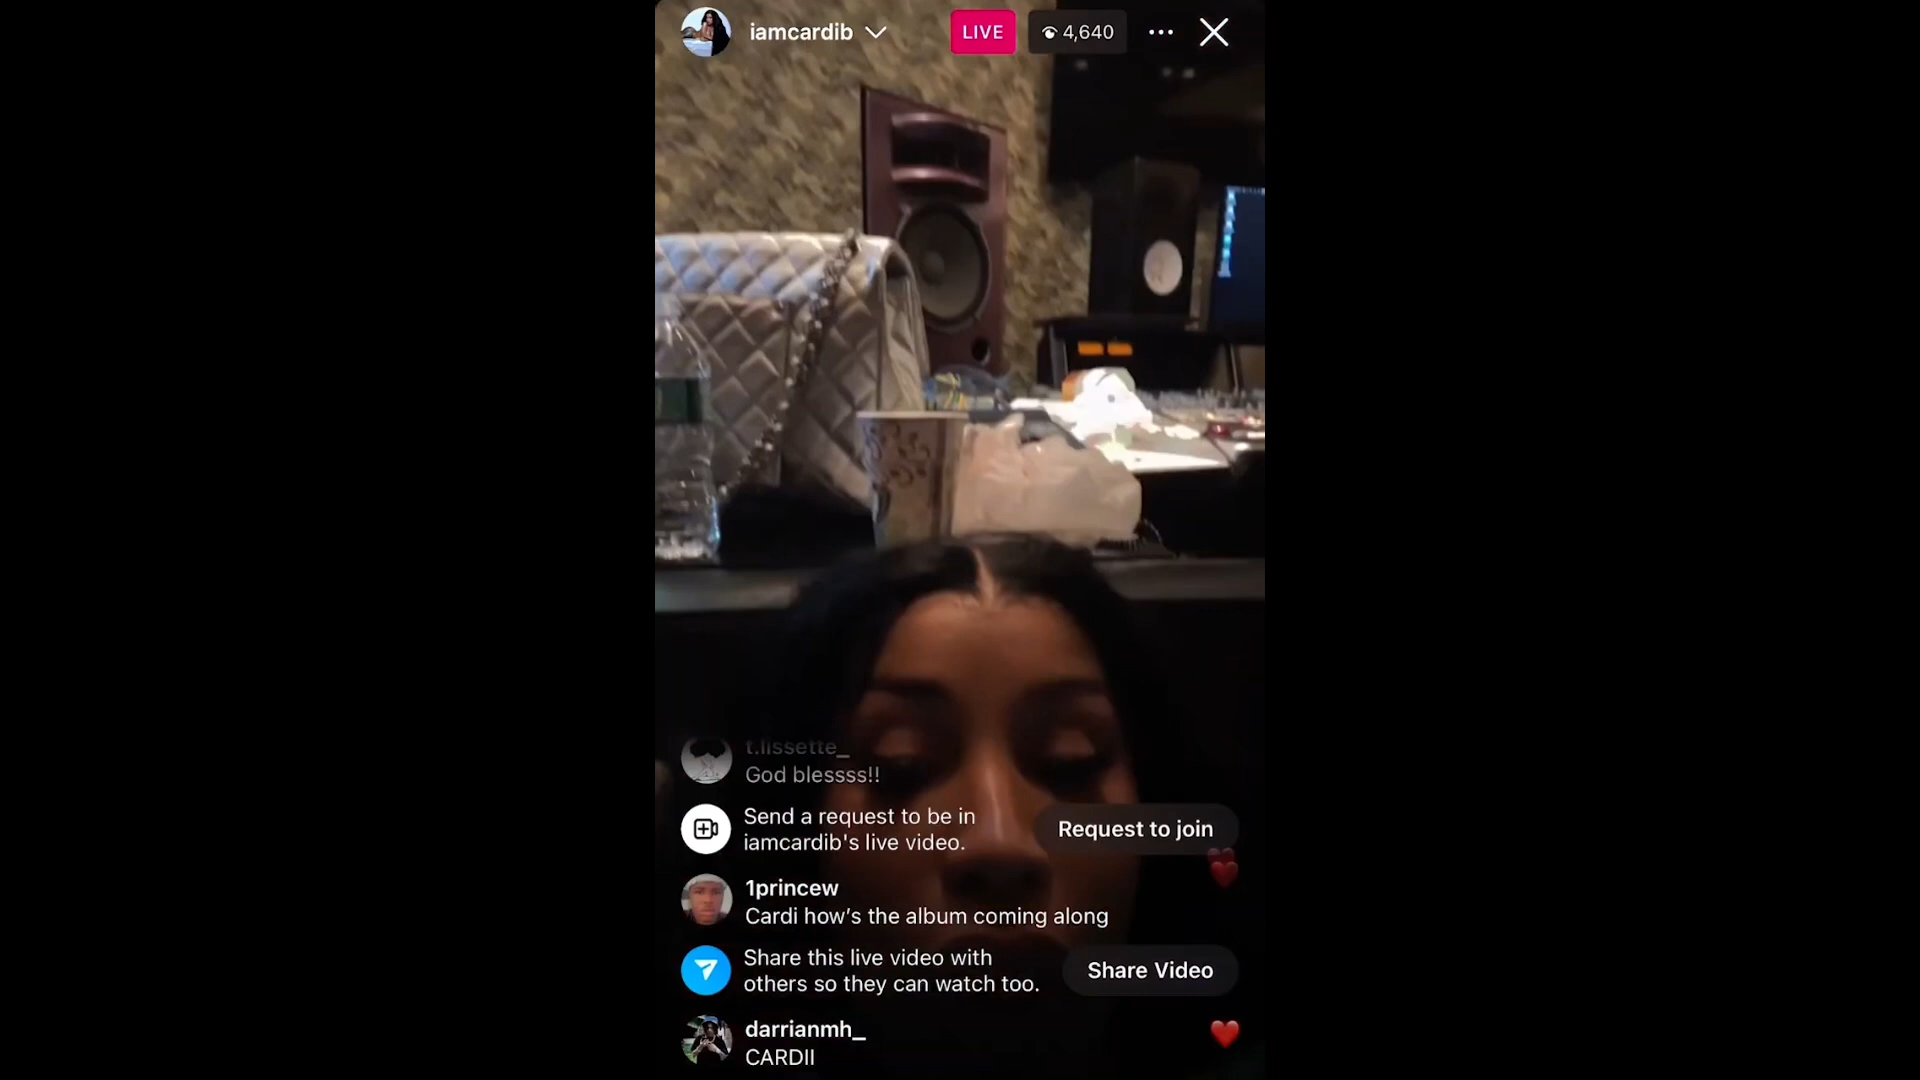 iamcardib
LIVE
4,640
t.lissette_
God blessss!!
Send a request to be in
iamcardib's live video.
Request to join
1princew
Cardi how’s the album coming along
Share this live video with
others so they can watch too.
Share Video
darrianmh_
CARDII